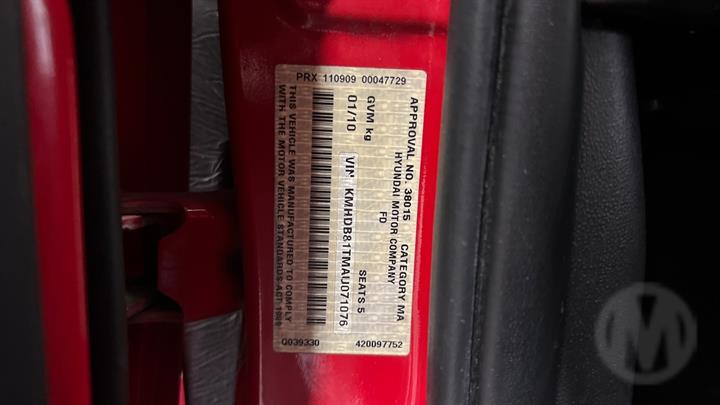 PRX 110909 00047729
APPROVAL NO. 38015 CATEGORY MA
HYUNDAI MOTOR COMPANY
FD
GVM kg
01/10 SEATS 5
VIN KMHDB81TMAU071076
THIS VEHICLE WAS MANUFACTURED TO COMPLY
WITH THE MOTOR VEHICLE STANDARDS ACT 1989
Q039330 420097752
M